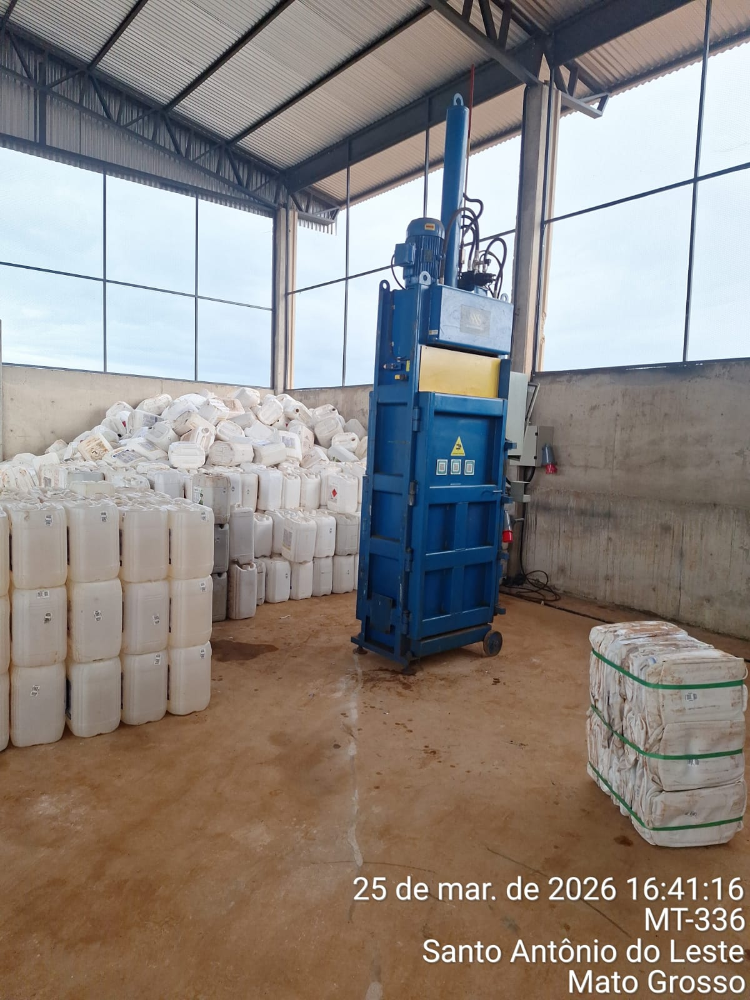 25 de mar. de 2026 16:41:16
MT-336
Santo Antônio do Leste
Mato Grosso